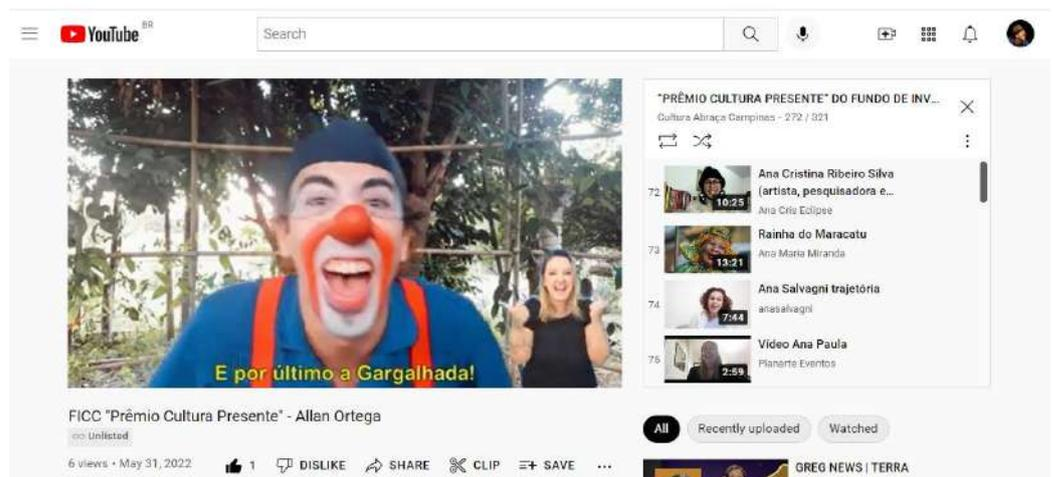 YouTube BR
Search
"PRÊMIO CULTURA PRESENTE" DO FUNDO DE INV...
Cultura Abraça Campinas - 272 / 321
72
10:25
Ana Cristina Ribeiro Silva
(artista, pesquisadora e...
Ana Cris Eclipse
73
13:21
Rainha do Maracatu
Ana Maria Miranda
74
7:44
Ana Salvagni trajetória
anasalvagni
75
2:59
Vídeo Ana Paula
Planarte Eventos
E por último a Gargalhada!
FICC "Prêmio Cultura Presente" - Allan Ortega
Unlisted
6 views • May 31, 2022
1
DISLIKE
SHARE
CLIP
SAVE
...
All
Recently uploaded
Watched
GREG NEWS | TERRA